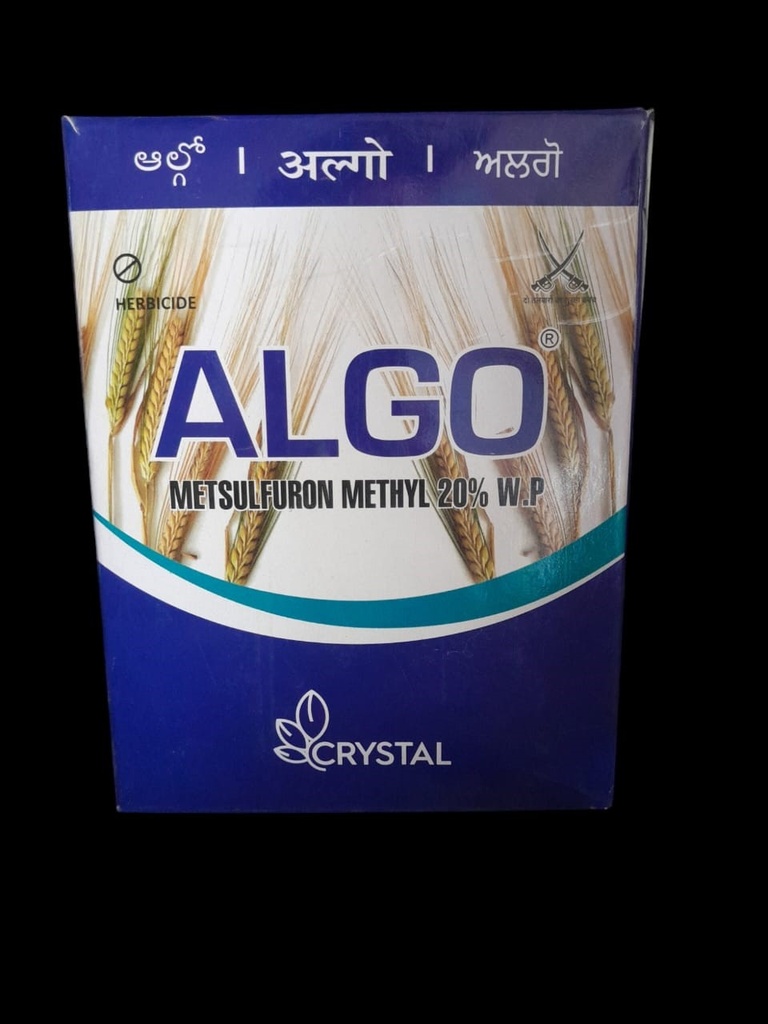 ఆల్గో | अल्गो | ਅਲਗੋ
HERBICIDE
ALGO®
METSULFURON METHYL 20% W.P
CRYSTAL